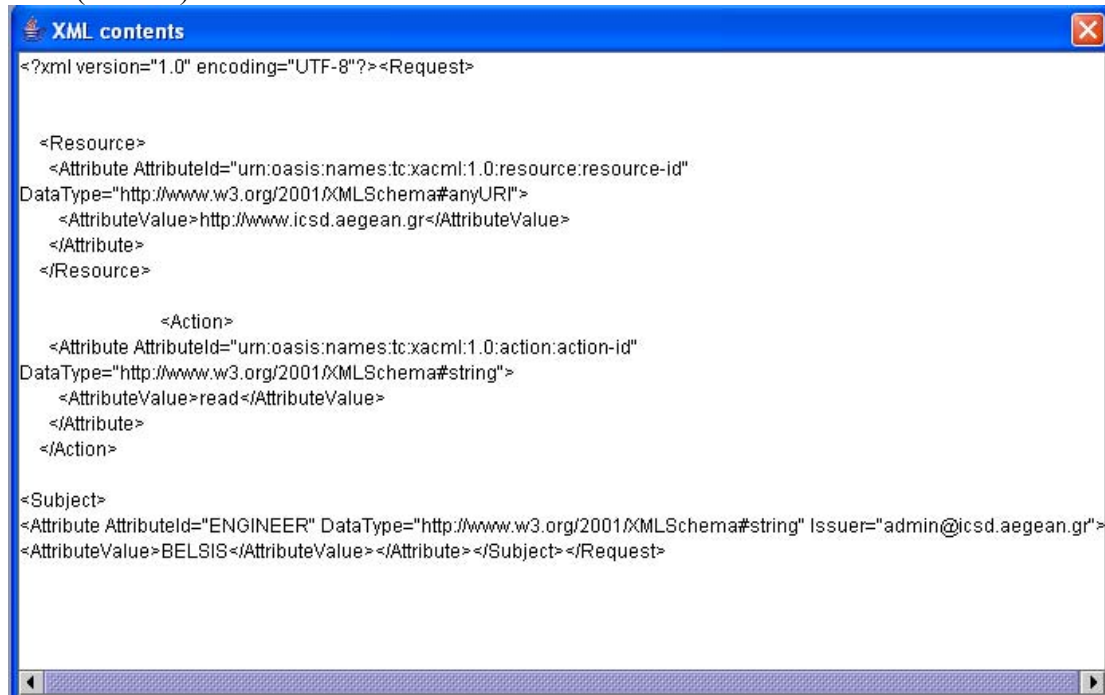 XML contents
<?xml version="1.0" encoding="UTF-8"?><Request>
<Resource>
<Attribute AttributeId="urn:oasis:names:tc:xacml:1.0:resource:resource-id"
DataType="http://www.w3.org/2001/XMLSchema#anyURI">
<AttributeValue>http://www.icsd.aegean.gr</AttributeValue>
</Attribute>
</Resource>
<Action>
<Attribute AttributeId="urn:oasis:names:tc:xacml:1.0:action:action-id"
DataType="http://www.w3.org/2001/XMLSchema#string">
<AttributeValue>read</AttributeValue>
</Attribute>
</Action>
<Subject>
<Attribute AttributeId="ENGINEER" DataType="http://www.w3.org/2001/XMLSchema#string" Issuer="admin@icsd.aegean.gr">
<AttributeValue>BELSIS</AttributeValue></Attribute></Subject></Request>